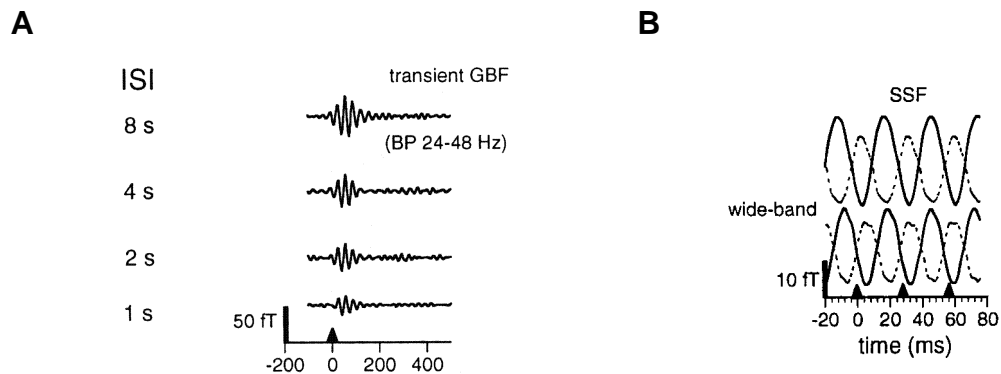 A
ISI
transient GBF
8 s
(BP 24-48 Hz)
4 s
2 s
1 s
50 fT
-200 0 200 400
B
SSF
wide-band
10 fT
-20 0 20 40 60 80
time (ms)